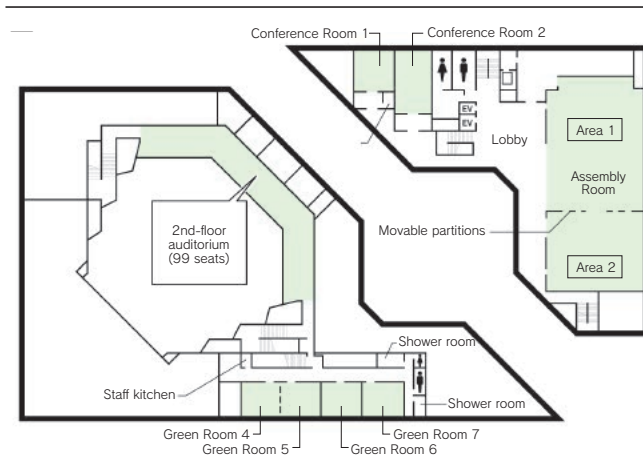 Conference Room 1
Conference Room 2
EV
EV
Lobby
Area 1
Assembly
Room
Movable partitions
Area 2
2nd-floor
auditorium
(99 seats)
Shower room
Staff kitchen
Shower room
Green Room 4
Green Room 7
Green Room 5
Green Room 6